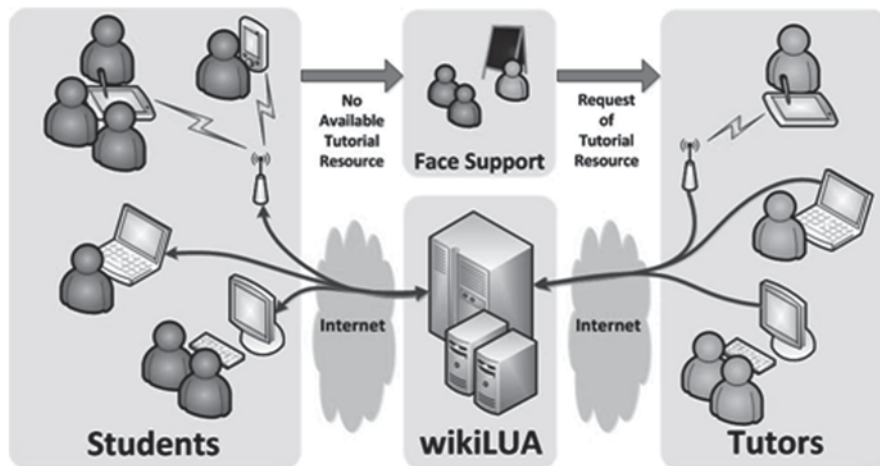 No
Available
Tutorial
Resource
Face Support
Request
of
Tutorial
Resource
Internet
Internet
Students
wikiLUA
Tutors